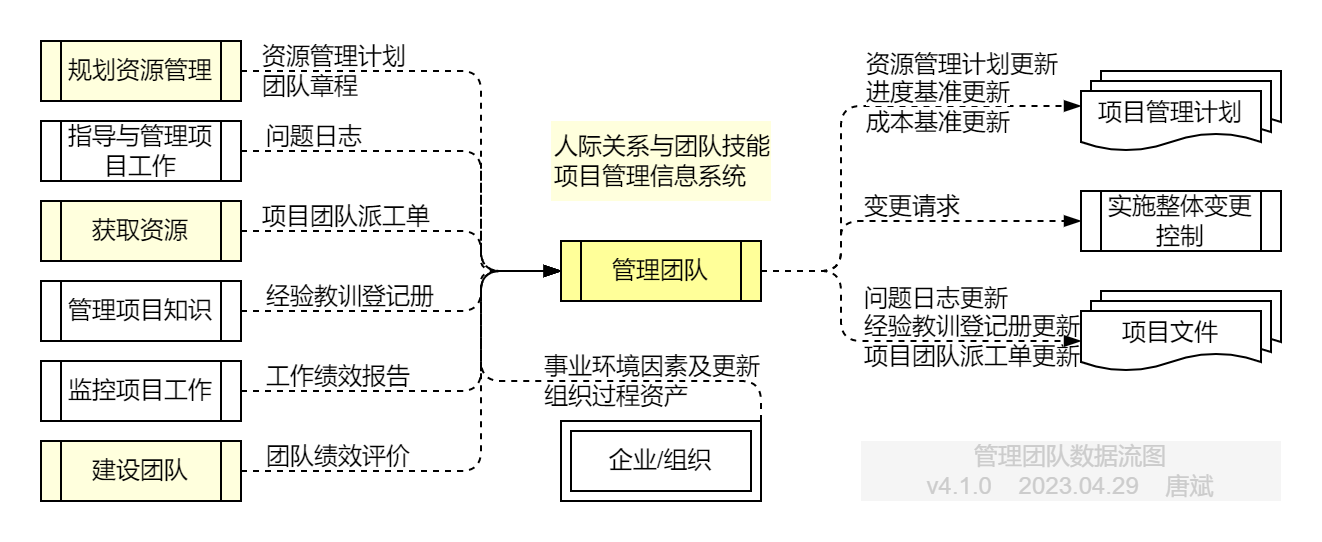 规划资源管理
资源管理计划
团队章程
指导与管理项
目工作
问题日志
获取资源
项目团队派工单
管理项目知识
经验教训登记册
监控项目工作
工作绩效报告
建设团队
团队绩效评价
人际关系与团队技能
项目管理信息系统
管理团队
事业环境因素及更新
组织过程资产
企业/组织
资源管理计划更新
进度基准更新
成本基准更新
项目管理计划
变更请求
实施整体变更
控制
问题日志更新
经验教训登记册更新
项目团队派工单更新
项目文件
管理团队数据流图
v4.1.0 2023.04.29 唐斌